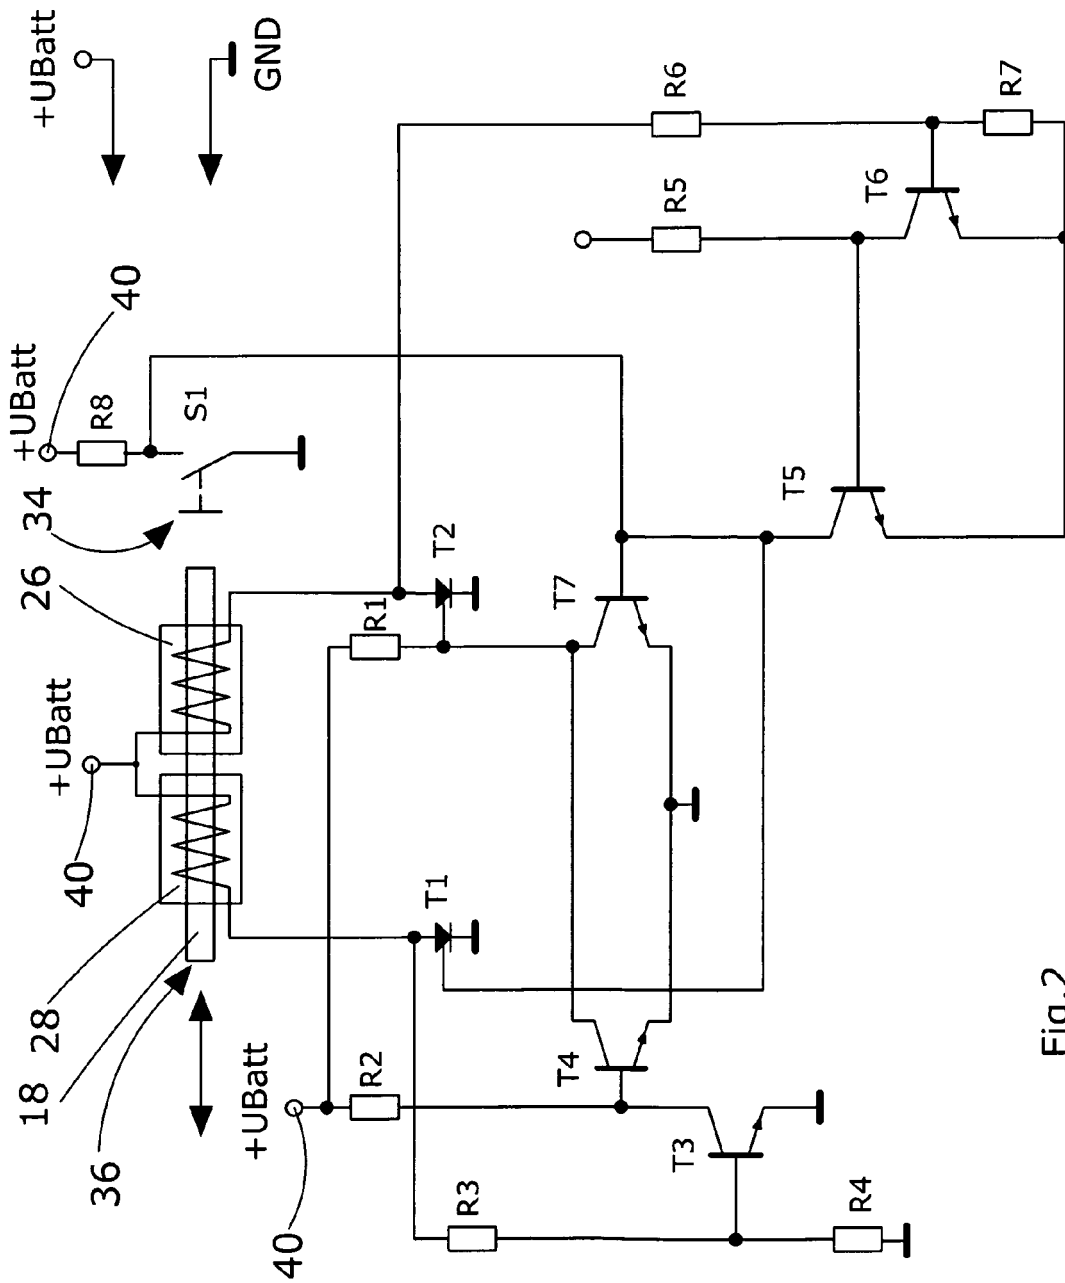 +UBatt
GND
R6
R7
R5
T6
40
+UBatt
R8
S1
34
T5
26
T2
R1
T7
+UBatt
40
T1
28
18
36
+UBatt
40
R2
T4
T3
R3
R4
Fig.2